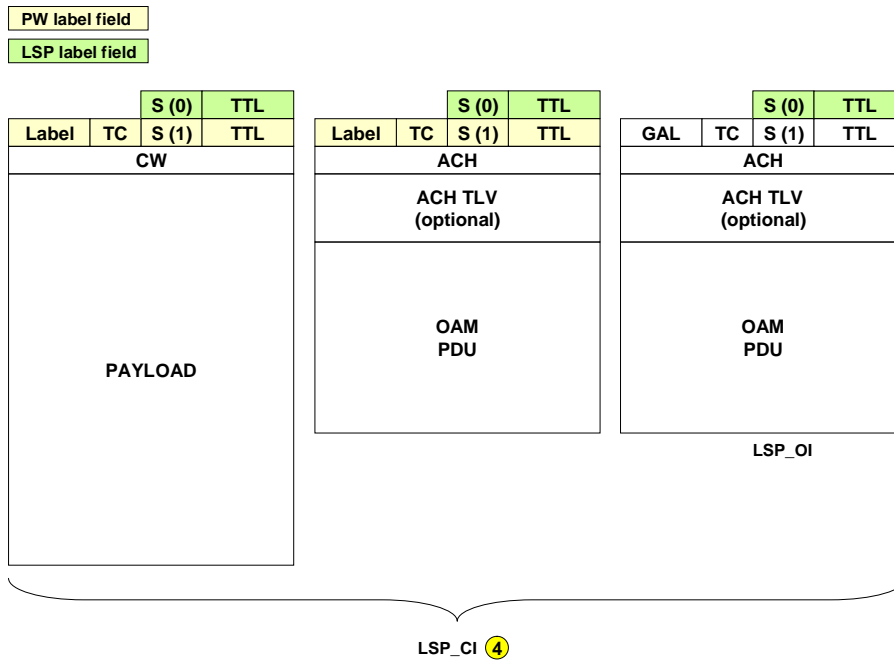 PW label field
LSP label field
S (0) TTL
Label TC S (1) TTL
CW
PAYLOAD
S (0) TTL
Label TC S (1) TTL
ACH
ACH TLV
(optional)
OAM
PDU
S (0) TTL
GAL TC S (1) TTL
ACH
ACH TLV
(optional)
OAM
PDU
LSP_OI
LSP_CI 4